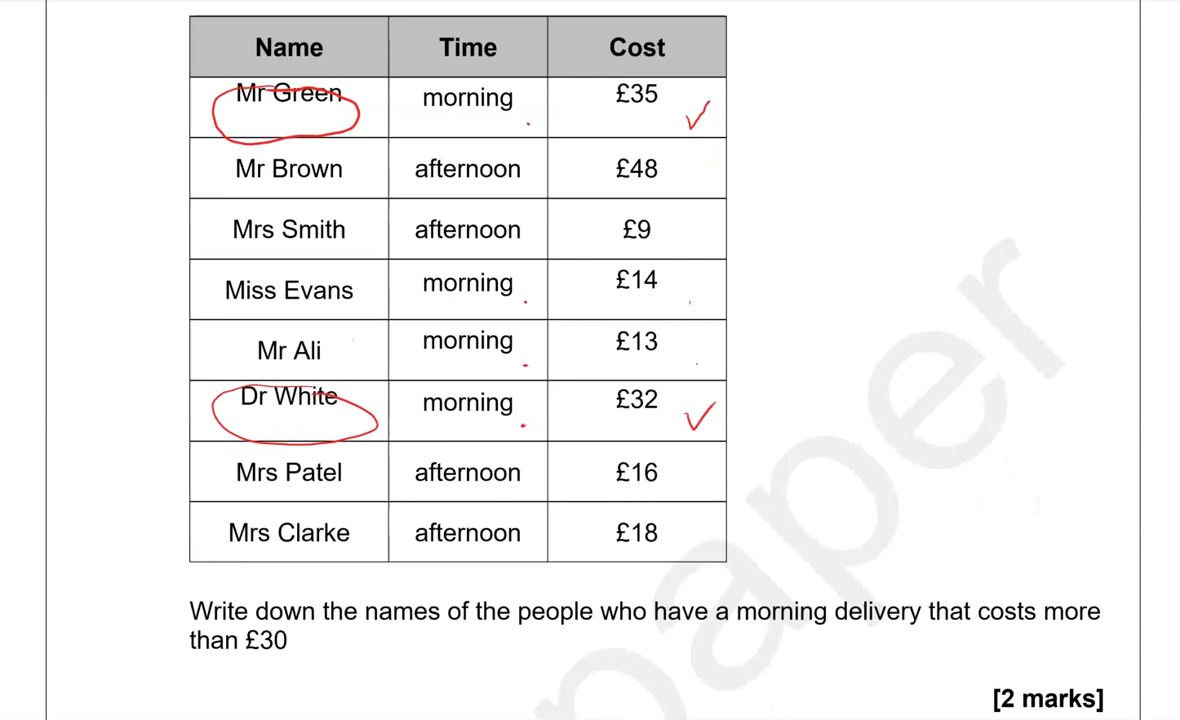 Name Time Cost
Mr Green morning £35
Mr Brown afternoon £48
Mrs Smith afternoon £9
Miss Evans morning £14
Mr Ali morning £13
Dr White morning £32
Mrs Patel afternoon £16
Mrs Clarke afternoon £18
Write down the names of the people who have a morning delivery that costs more
than £30
[2 marks]
aper